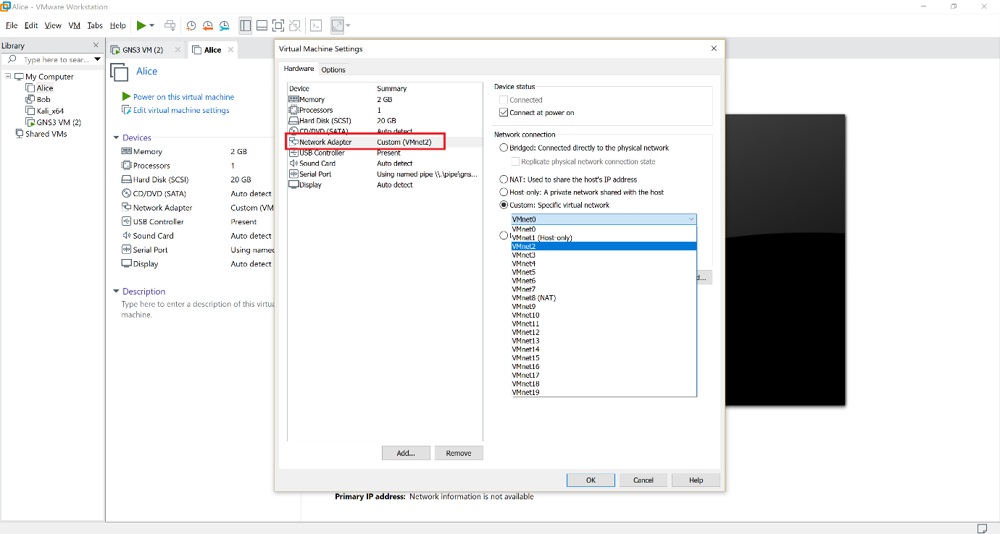 Alice - VMware Workstation
File Edit View VM Tabs Help
Library
Type here to sear...
My Computer
Alice
Bob
Kali_x64
GNS3 VM (2)
Shared VMs
GNS3 VM (2)
Alice
Alice
Power on this virtual machine
Edit virtual machine settings
Devices
Memory 2 GB
Processors 1
Hard Disk (SCSI) 20 GB
CD/DVD (SATA) Auto detect
Network Adapter Custom (VM
USB Controller Present
Sound Card Auto detect
Serial Port Using named
Display Auto detect
Description
Type here to enter a description of this virtua
machine.
Virtual Machine Settings
Hardware Options
Device Summary
Memory 2 GB
Processors 1
Hard Disk (SCSI) 20 GB
CD/DVD (SATA) Auto detect
Network Adapter Custom (VMnet2)
USB Controller Present
Sound Card Auto detect
Serial Port Using named pipe \\.\pipe\gns...
Display Auto detect
Add... Remove
Device status
Connected
Connect at power on
Network connection
Bridged: Connected directly to the physical network
Replicate physical network connection state
NAT: Used to share the host's IP address
Host-only: A private network shared with the host
Custom: Specific virtual network
VMnet0
VMnet0
VMnet1 (Host-only)
VMnet2
VMnet3
VMnet4
VMnet5
VMnet6
VMnet7
VMnet8 (NAT)
VMnet9
VMnet10
VMnet11
VMnet12
VMnet13
VMnet14
VMnet15
VMnet16
VMnet17
VMnet18
VMnet19
d...
OK Cancel Help
Primary IP address: Network information is not available